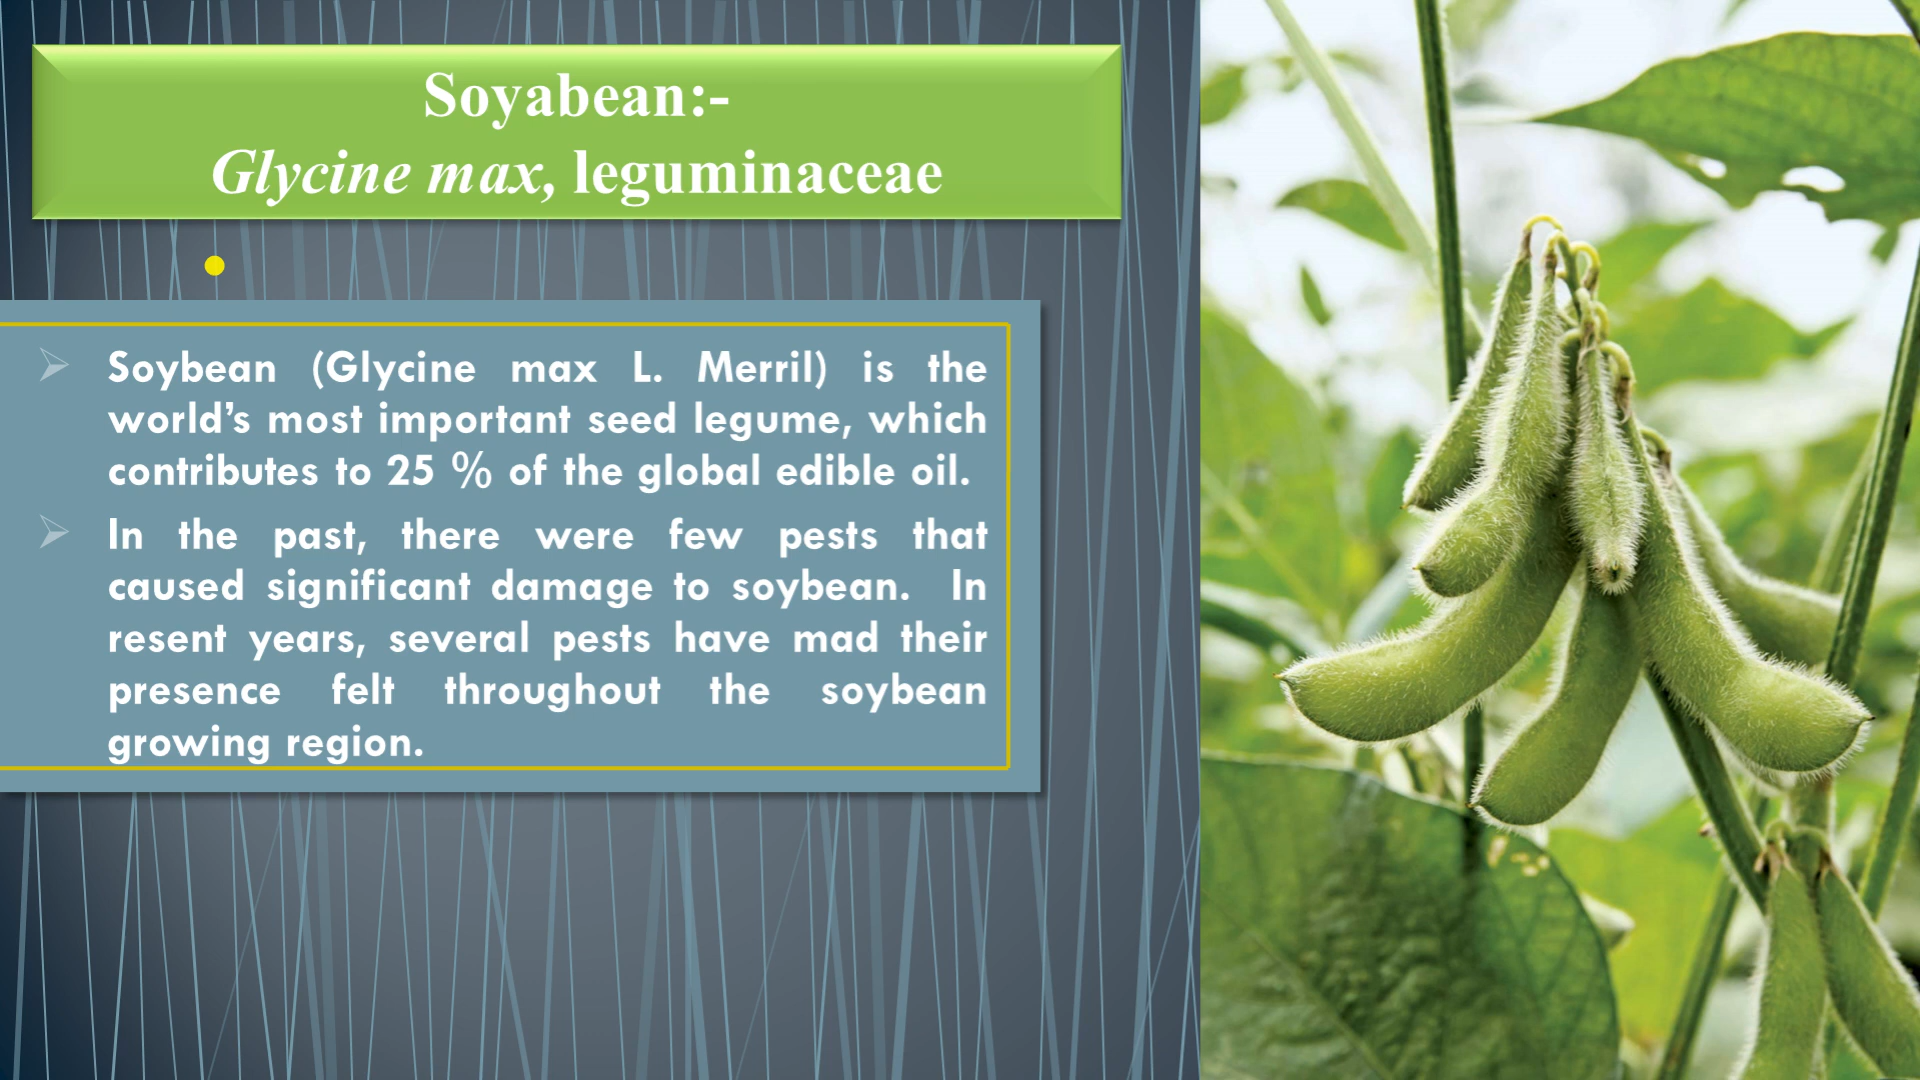 Soyabean:-
Glycine max, leguminaceae
Soybean (Glycine max L. Merril) is the
world’s most important seed legume, which
contributes to 25 % of the global edible oil.
In the past, there were few pests that
caused significant damage to soybean. In
resent years, several pests have mad their
presence felt throughout the soybean
growing region.